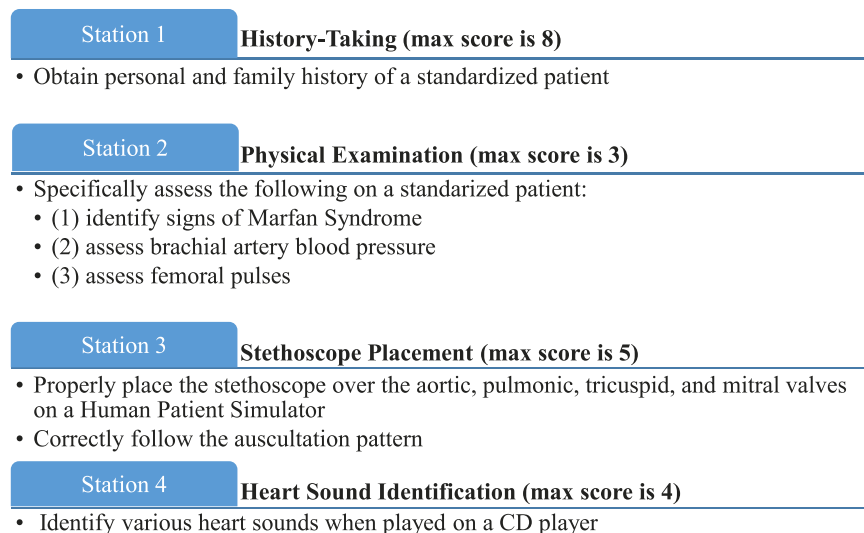 Station 1
History-Taking (max score is 8)
• Obtain personal and family history of a standardized patient
Station 2
Physical Examination (max score is 3)
• Specifically assess the following on a standarized patient:
• (1) identify signs of Marfan Syndrome
• (2) assess brachial artery blood pressure
• (3) assess femoral pulses
Station 3
Stethoscope Placement (max score is 5)
• Properly place the stethoscope over the aortic, pulmonic, tricuspid, and mitral valves
on a Human Patient Simulator
• Correctly follow the auscultation pattern
Station 4
Heart Sound Identification (max score is 4)
• Identify various heart sounds when played on a CD player